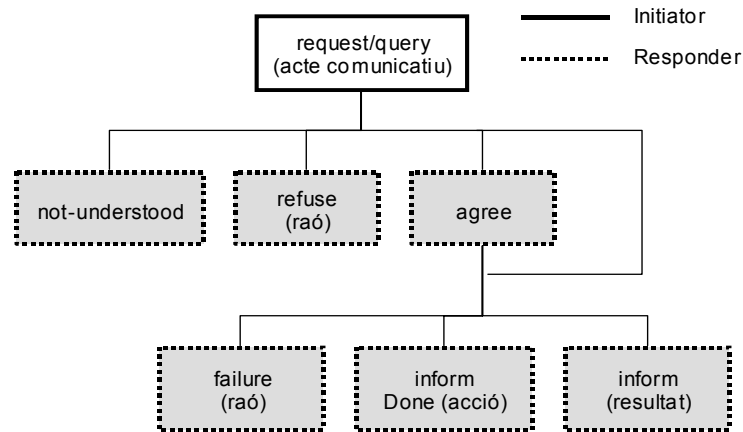 Initiator
Responder
request/query
(acte comunicatiu)
not-understood
refuse
(raó)
agree
failure
(raó)
inform
Done (acció)
inform
(resultat)